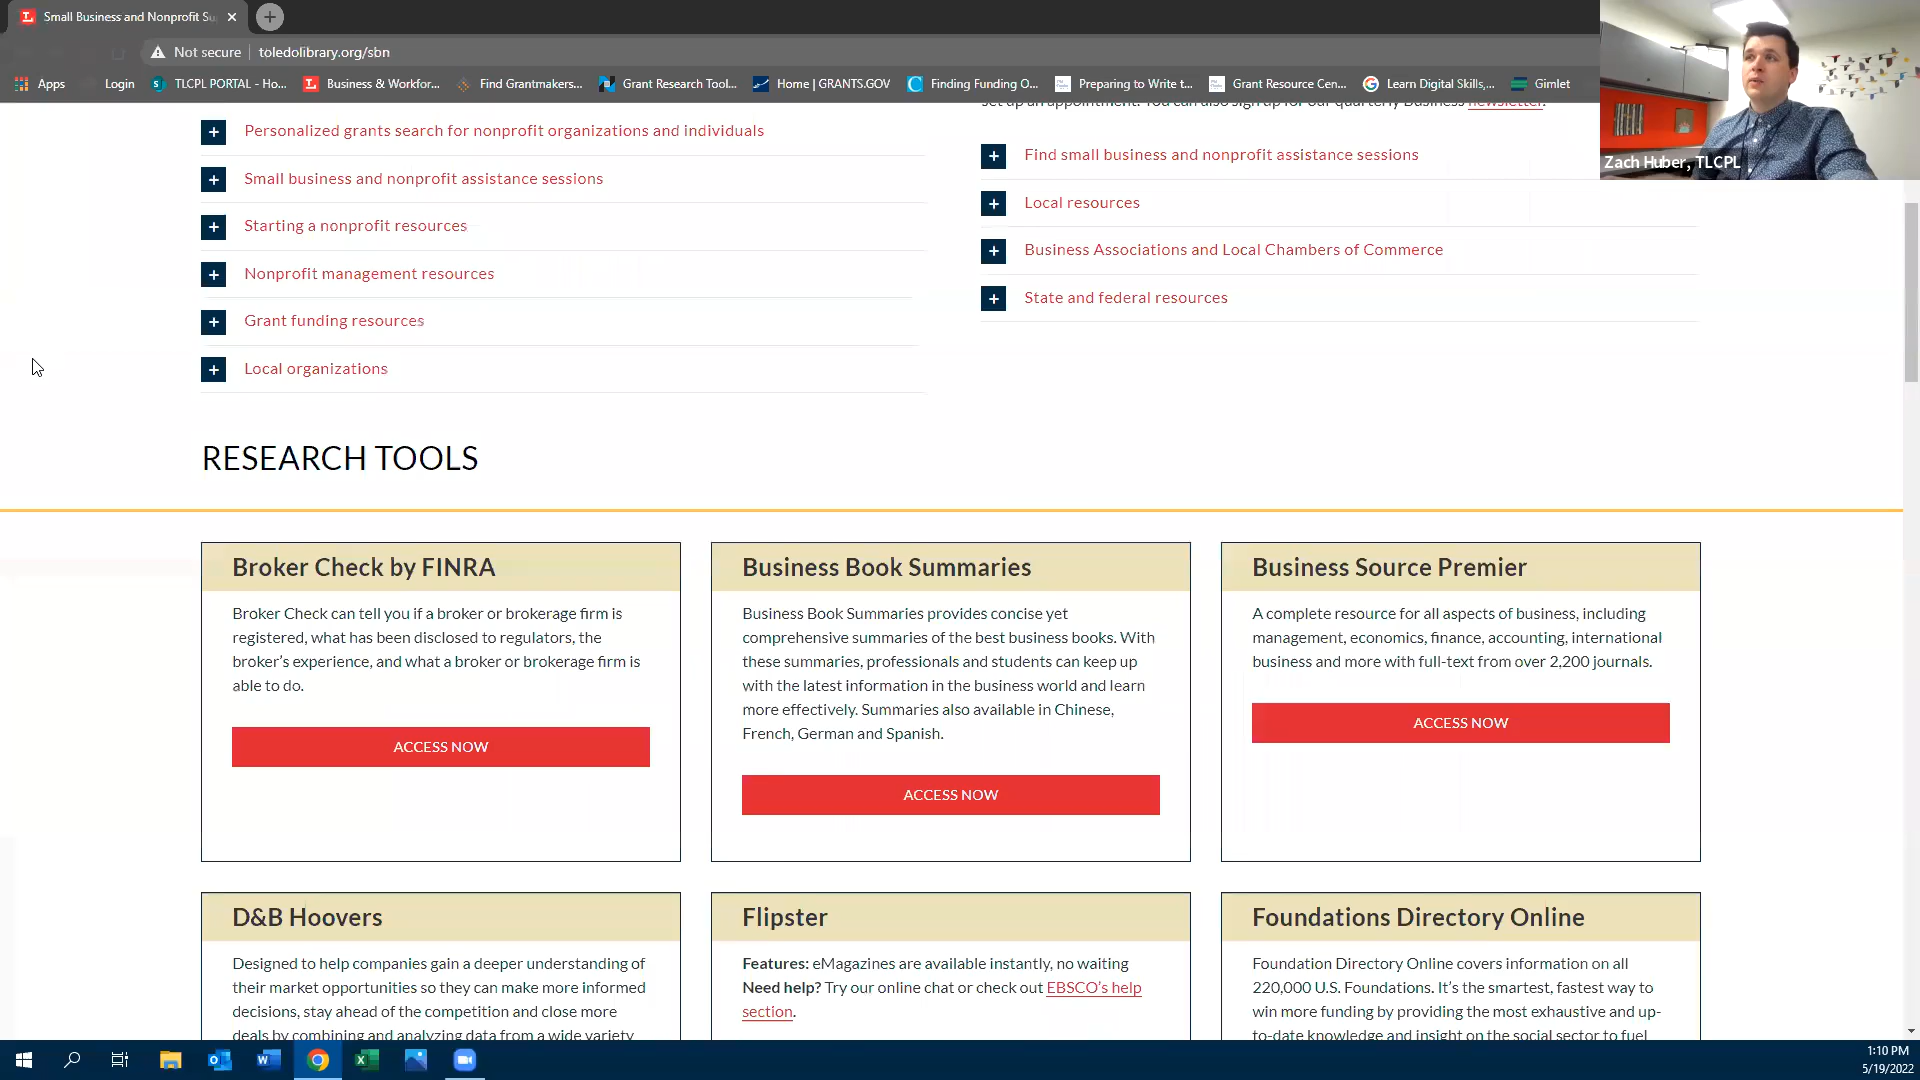 Small Business and Nonprofit Su
Not secure
toledolibrary.org/sbn
Apps
Login
TLCPL PORTAL - Ho...
Business & Workfor...
Find Grantmakers...
Grant Research Tool...
Home | GRANTS.GOV
Finding Funding O...
Preparing to Write t...
Grant Resource Cen...
Learn Digital Skills,...
Gimlet
Zach Huber, TLCPL
set up an appointment. You can also sign up for our quarterly Business newsletter.
Personalized grants search for nonprofit organizations and individuals
Small business and nonprofit assistance sessions
Starting a nonprofit resources
Nonprofit management resources
Grant funding resources
Local organizations
Find small business and nonprofit assistance sessions
Local resources
Business Associations and Local Chambers of Commerce
State and federal resources
RESEARCH TOOLS
Broker Check by FINRA
Broker Check can tell you if a broker or brokerage firm is
registered, what has been disclosed to regulators, the
broker's experience, and what a broker or brokerage firm is
able to do.
ACCESS NOW
Business Book Summaries
Business Book Summaries provides concise yet
comprehensive summaries of the best business books. With
these summaries, professionals and students can keep up
with the latest information in the business world and learn
more effectively. Summaries also available in Chinese,
French, German and Spanish.
ACCESS NOW
Business Source Premier
A complete resource for all aspects of business, including
management, economics, finance, accounting, international
business and more with full-text from over 2,200 journals.
ACCESS NOW
D&B Hoovers
Designed to help companies gain a deeper understanding of
their market opportunities so they can make more informed
decisions, stay ahead of the competition and close more
deals by combining and analyzing data from a wide variety
Flipster
Features: eMagazines are available instantly, no waiting
Need help? Try our online chat or check out EBSCO's help
section.
Foundations Directory Online
Foundation Directory Online covers information on all
220,000 U.S. Foundations. It's the smartest, fastest way to
win more funding by providing the most exhaustive and up-
to-date knowledge and insight on the social sector to fuel
1:10 PM
5/19/2022